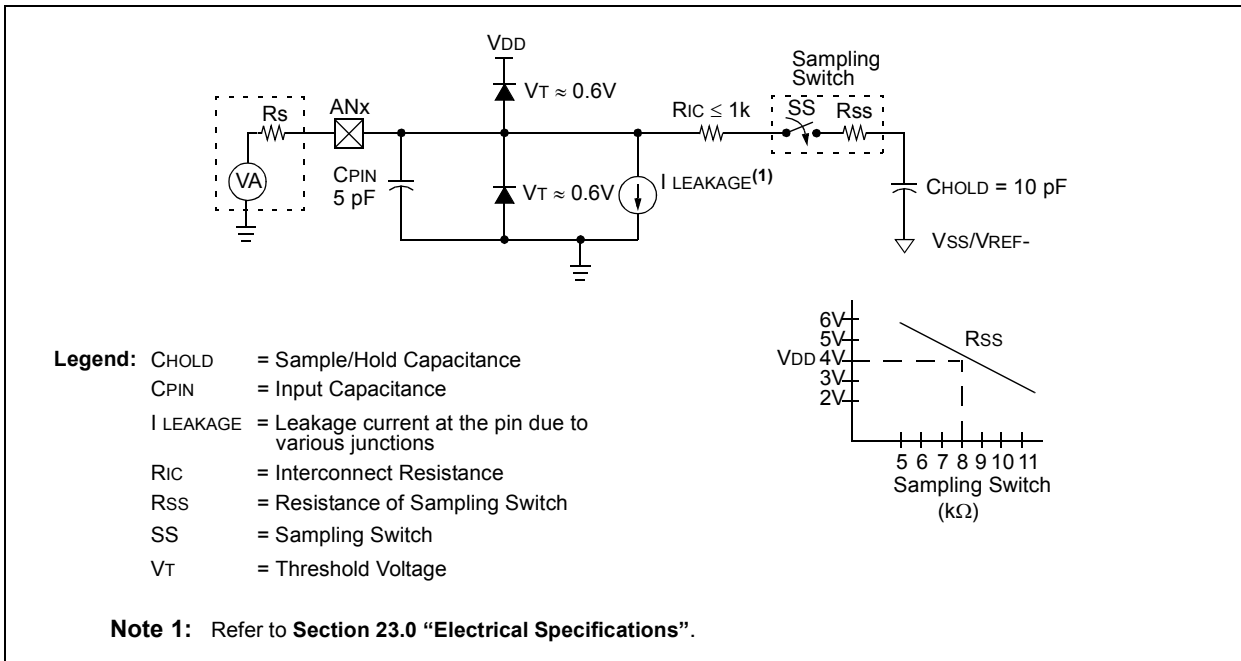 VDD
Sampling
Switch
VT ≈ 0.6V
Rs
ANx
RIC ≤ 1k
SS
Rss
CPIN
5 pF
VA
VT ≈ 0.6V
I LEAKAGE(1)
CHOLD = 10 pF
VSS/VREF-
6V
5V
VDD 4V
3V
2V
RSS
5 6 7 8 9 10 11
Sampling Switch
(kΩ)
Legend: CHOLD = Sample/Hold Capacitance
CPIN = Input Capacitance
I LEAKAGE = Leakage current at the pin due to
various junctions
RIC = Interconnect Resistance
RSS = Resistance of Sampling Switch
SS = Sampling Switch
VT = Threshold Voltage
Note 1: Refer to Section 23.0 “Electrical Specifications”.